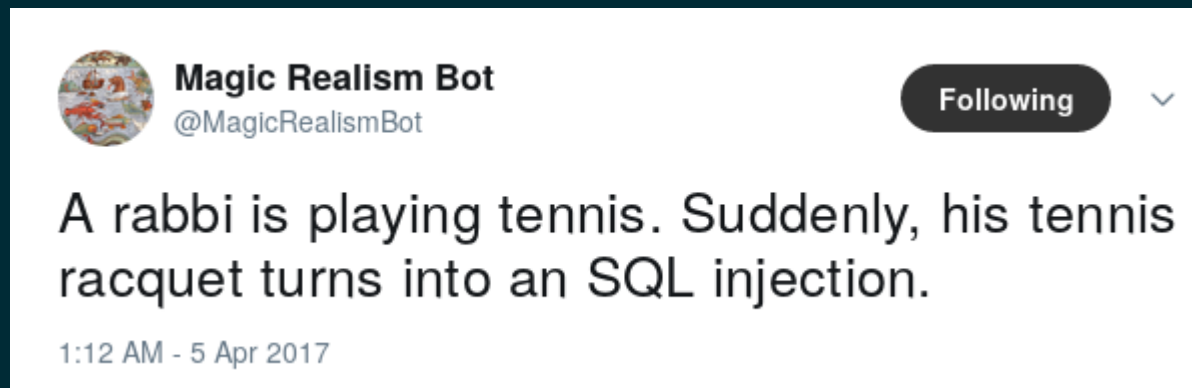 Magic Realism Bot
@MagicRealismBot
Following
A rabbi is playing tennis. Suddenly, his tennis
racquet turns into an SQL injection.
1:12 AM - 5 Apr 2017